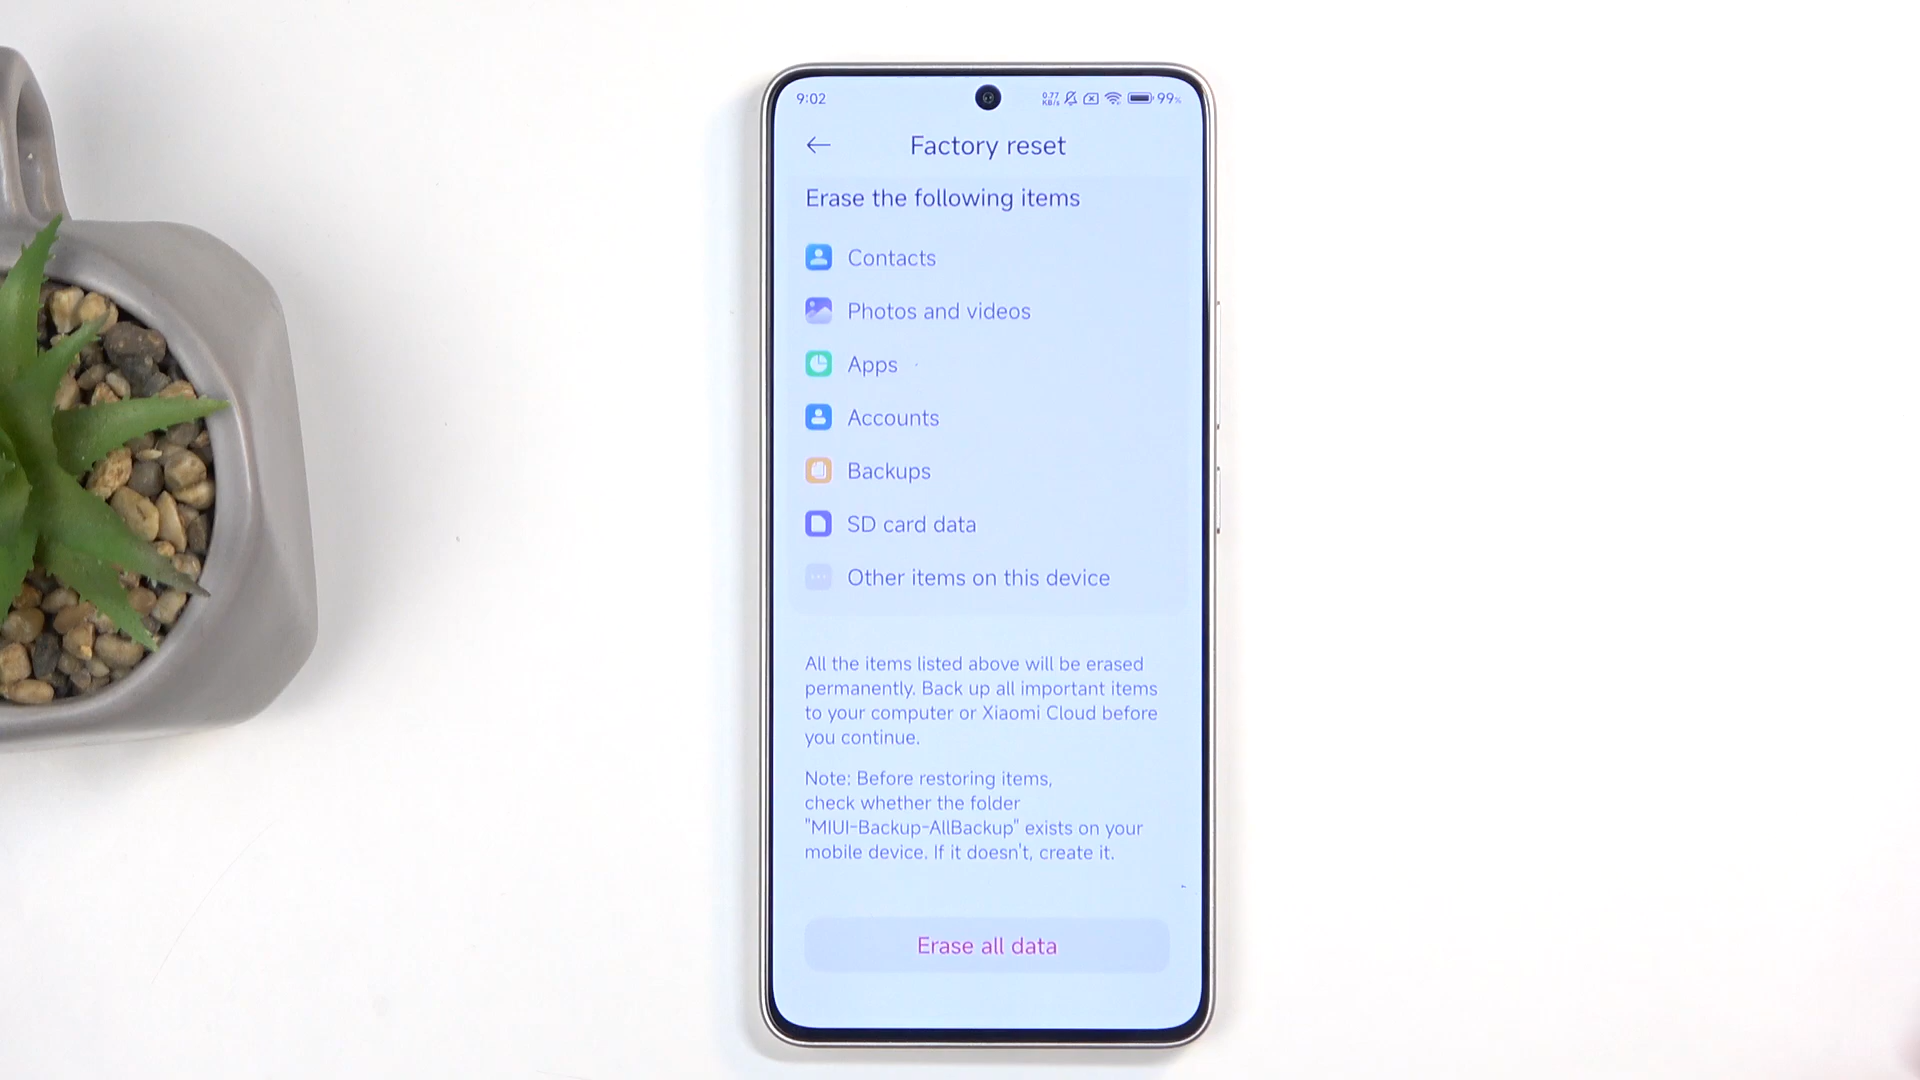 9:02
0.77 KB/s 99%
Factory reset
Erase the following items
Contacts
Photos and videos
Apps
Accounts
Backups
SD card data
Other items on this device
All the items listed above will be erased
permanently. Back up all important items
to your computer or Xiaomi Cloud before
you continue.
Note: Before restoring items,
check whether the folder
"MIUI-Backup-AllBackup" exists on your
mobile device. If it doesn't, create it.
Erase all data